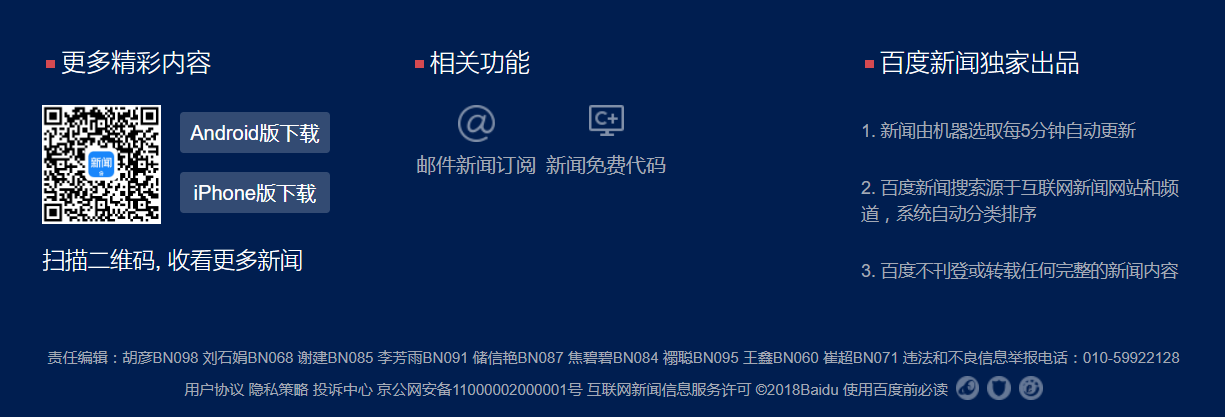 更多精彩内容
相关功能
百度新闻独家出品
新闻
Android版下载
iPhone版下载
扫描二维码, 收看更多新闻
@
C+
邮件新闻订阅 新闻免费代码
1. 新闻由机器选取每5分钟自动更新
2. 百度新闻搜索源于互联网新闻网站和频
道，系统自动分类排序
3. 百度不刊登或转载任何完整的新闻内容
责任编辑：胡彦BN098 刘石娟BN068 谢建BN085 李芳雨BN091 储信艳BN087 焦碧碧BN084 禤聪BN095 王鑫BN060 崔超BN071 违法和不良信息举报电话：010-59922128
用户协议 隐私策略 投诉中心 京公网安备11000002000001号 互联网新闻信息服务许可 ©2018Baidu 使用百度前必读